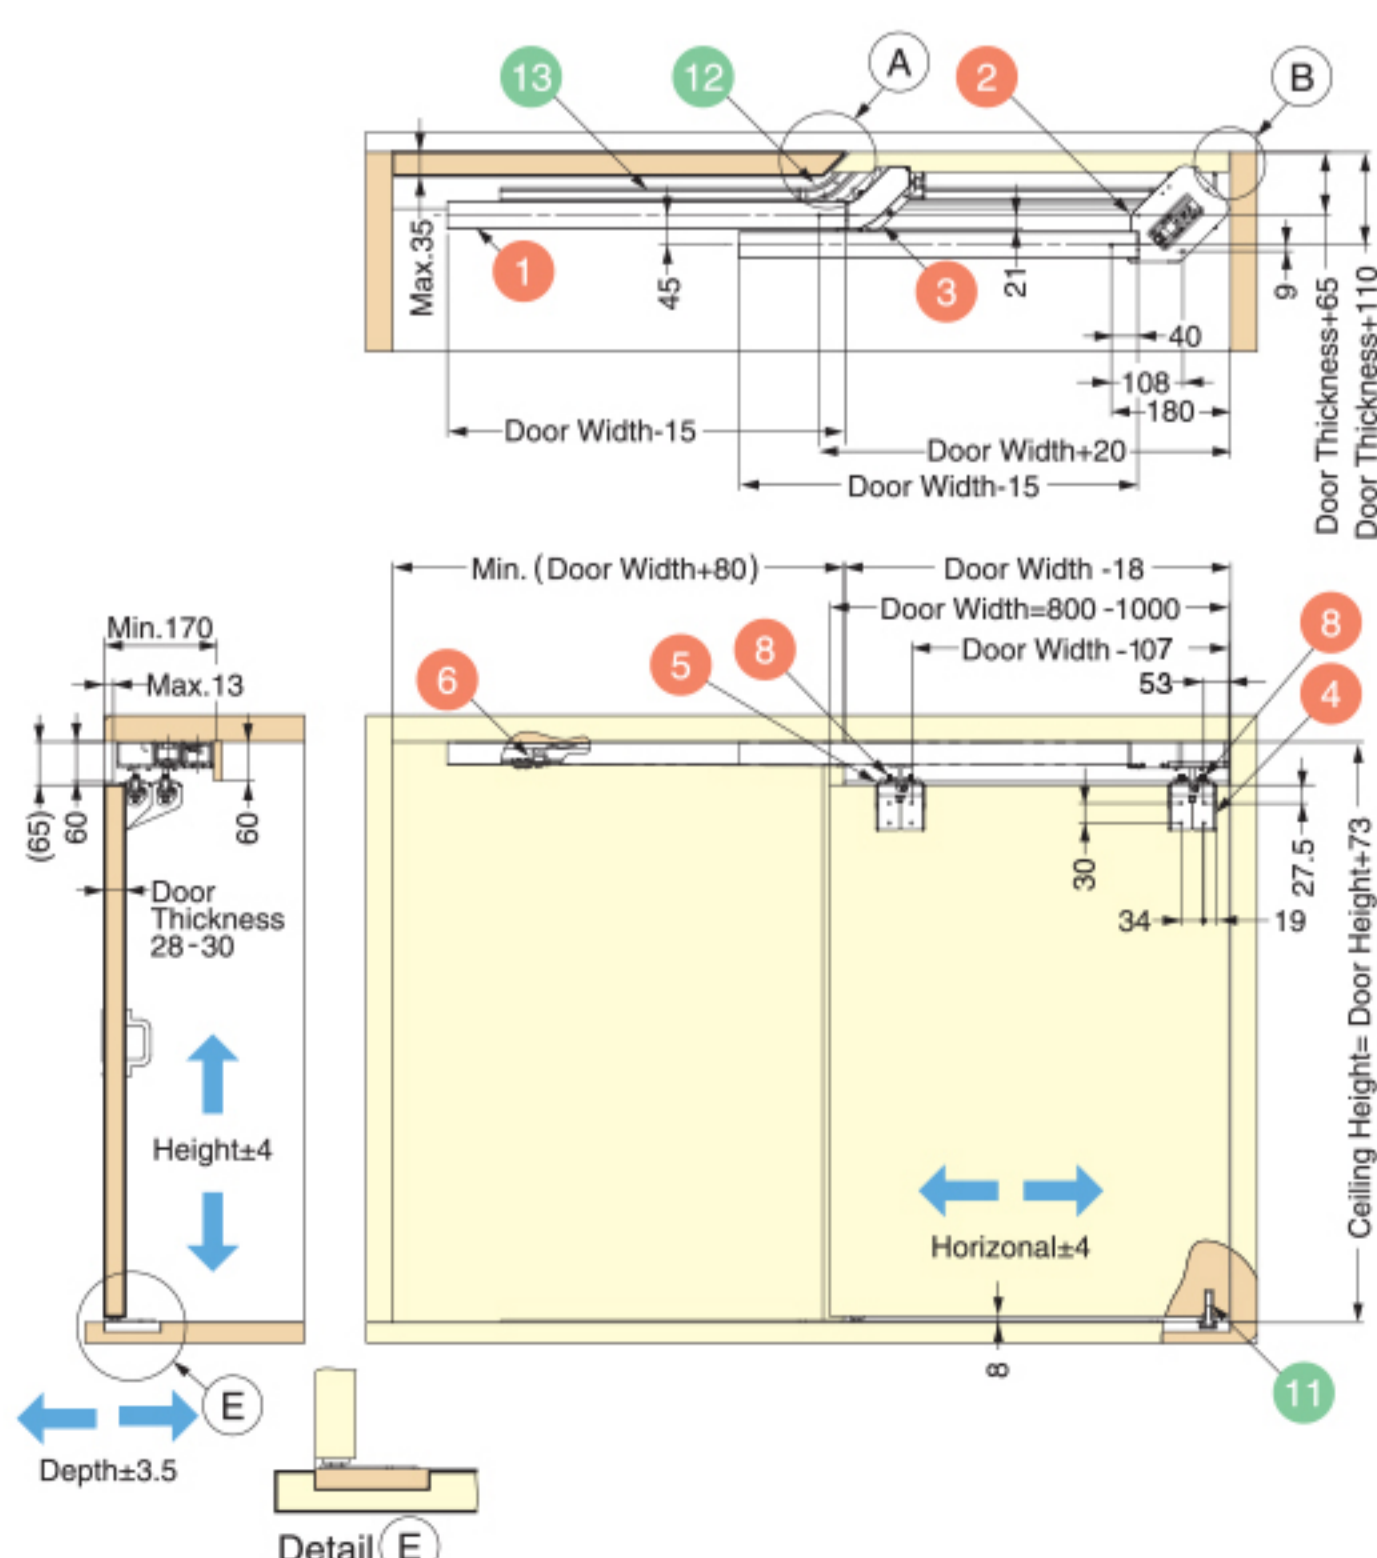 13
12
A
2
B
Max.35
1
45
3
21
9
40
108
180
Door Thickness+65
Door Thickness+110
Door Width-15
Door Width+20
Door Width-15
Min. (Door Width+80)
Door Width -18
Door Width=800 -1000
Door Width -107
53
6
5
8
8
4
Min.170
Max.13
(65)
60
60
Door
Thickness
28-30
30
27.5
34
19
Ceiling Height= Door Height+73
Height±4
Horizonal±4
8
11
E
Depth±3.5
Detail E